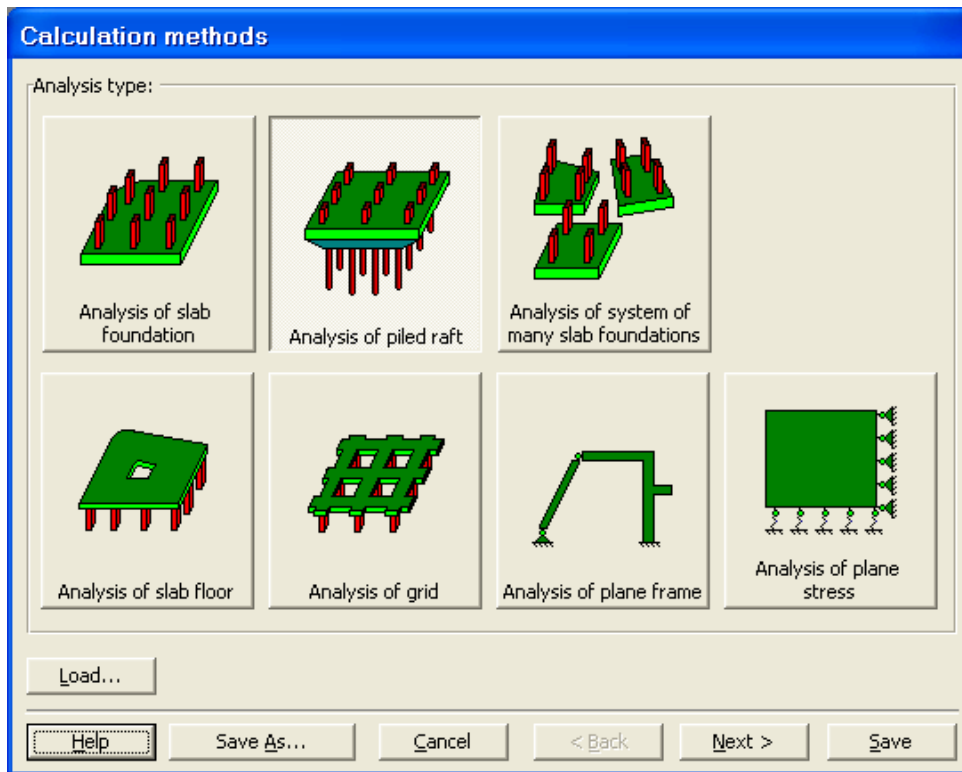 Calculation methods
Analysis type:
Analysis of slab
foundation
Analysis of piled raft
Analysis of system of
many slab foundations
Analysis of slab floor
Analysis of grid
Analysis of plane frame
Analysis of plane
stress
Load...
Help
Save As...
Cancel
< Back
Next >
Save